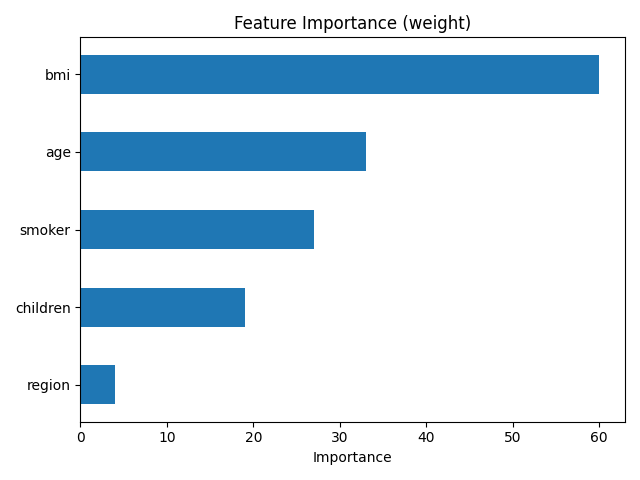 Feature Importance (weight)
bmi
age
smoker
children
region
0 10 20 30 40 50 60
Importance